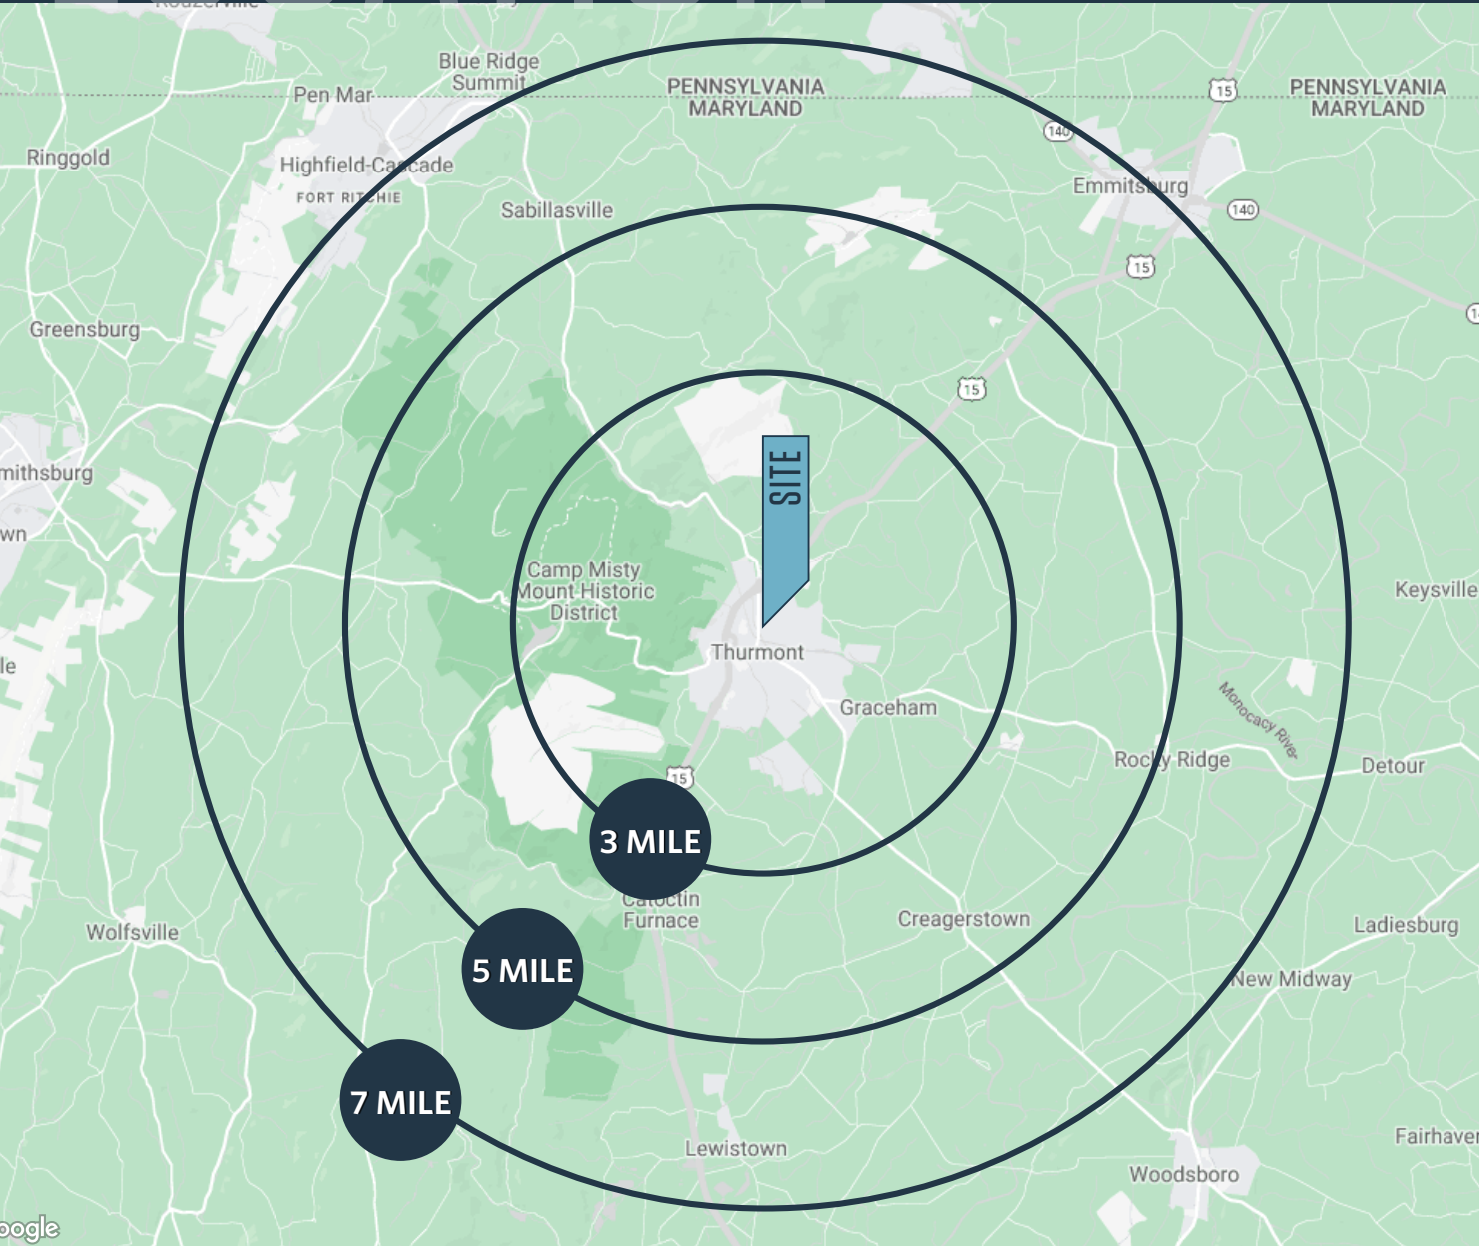 Blue Ridge
Summit
PENNSYLVANIA
MARYLAND
15
PENNSYLVANIA
MARYLAND
Pen Mar
140
Ringgold
Highfield-Cascade
FORT RITCHIE
Emmitsburg
Sabillasville
140
15
Greensburg
15
SITE
Camp Misty
Mount Historic
District
Keysville
Thurmont
Graceham
Monocacy River
Rocky Ridge
Detour
15
3 MILE
Catoctin
Furnace
Creagerstown
Ladiesburg
Wolfsville
5 MILE
New Midway
7 MILE
Lewistown
Fairhaven
Woodsboro
oogle